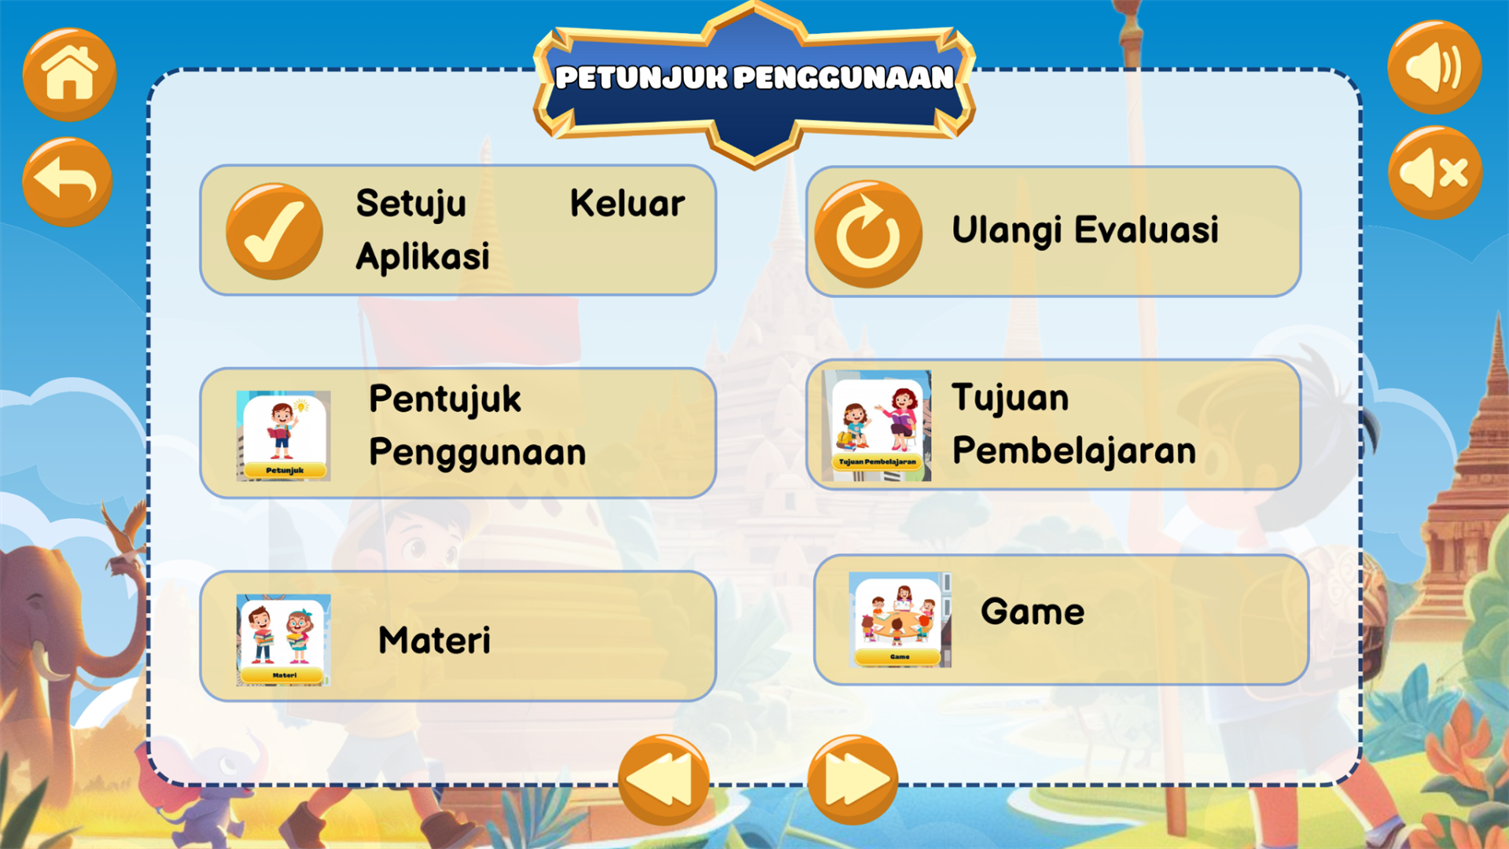 PETUNJUK PENGGUNAAN
Setuju Keluar
Aplikasi
Ulangi Evaluasi
Petunjuk
Pentujuk
Penggunaan
Tujuan Pembelajaran
Tujuan
Pembelajaran
Materi
Materi
Game
Game